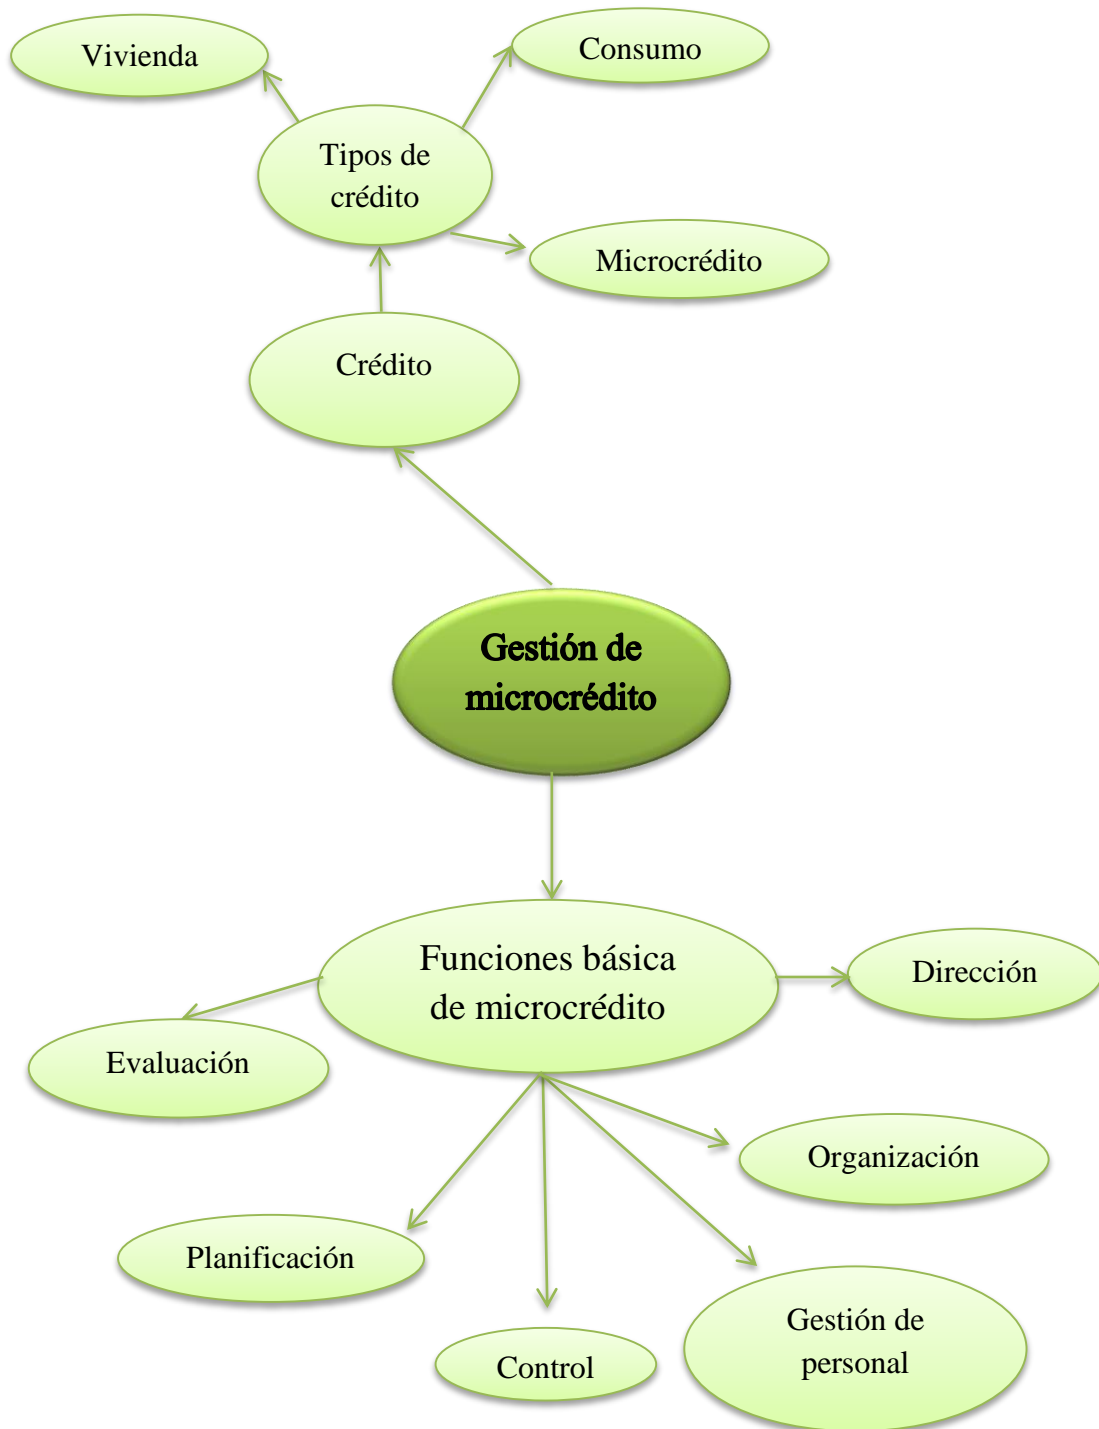 Vivienda
Consumo
Tipos de
crédito
Microcrédito
Crédito
Gestión de
microcrédito
Funciones básica
de microcrédito
Dirección
Evaluación
Organización
Planificación
Gestión de
personal
Control